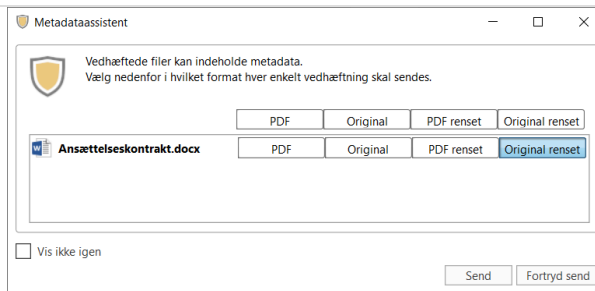 Metadataassistent
Vedhæftede filer kan indeholde metadata.
Vælg nedenfor i hvilket format hver enkelt vedhæftning skal sendes.
PDF Original PDF renset Original renset
Ansættelseskontrakt.docx PDF Original PDF renset Original renset
Vis ikke igen
Send Fortryd send